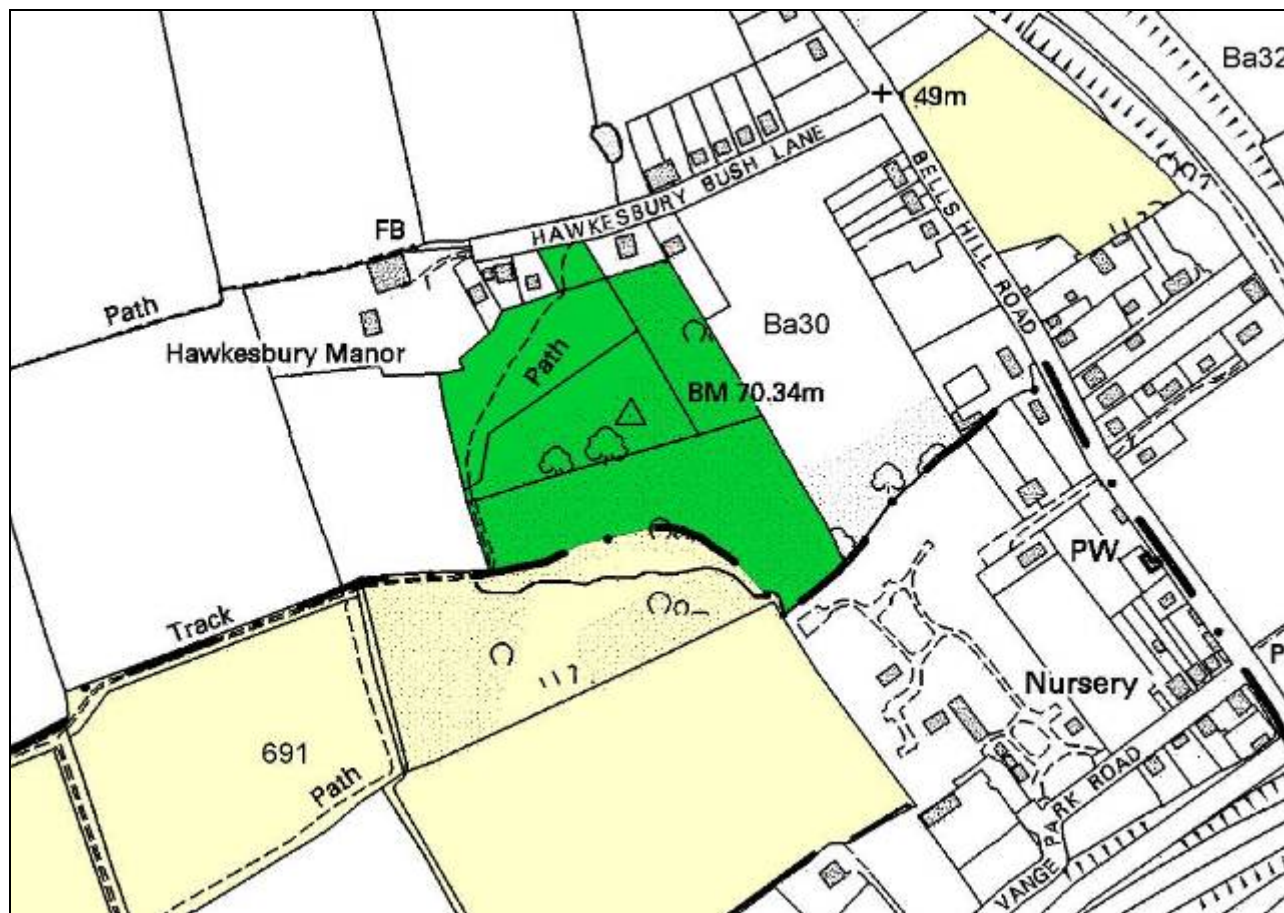 Ba32
49m
HAWKESBURY BUSH LANE
BELLS HILL ROAD
FB
Path
Hawkesbury Manor
Path
Ba30
BM 70.34m
PW
Track
Nursery
P
691
Path
VANGE PARK ROAD